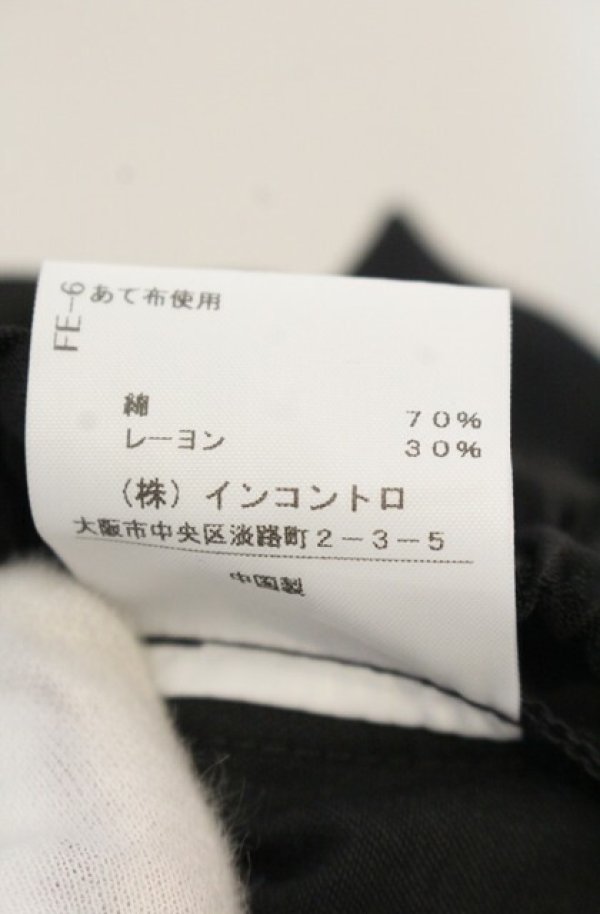 FE-6
あて布使用
綿 70%
レーヨン 30%
（株）インコントロ
大阪市中央区淡路町2-3-5
中国製